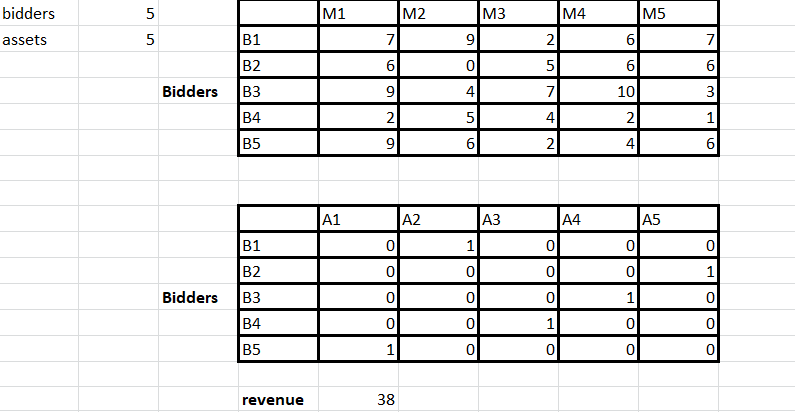 bidders 5 M1 M2 M3 M4 M5
assets 5 B1 7 9 2 6 7
B2 6 0 5 6 6
Bidders B3 9 4 7 10 3
B4 2 5 4 2 1
B5 9 6 2 4 6
A1 A2 A3 A4 A5
B1 0 1 0 0 0
B2 0 0 0 0 1
Bidders B3 0 0 0 1 0
B4 0 0 1 0 0
B5 1 0 0 0 0
revenue 38